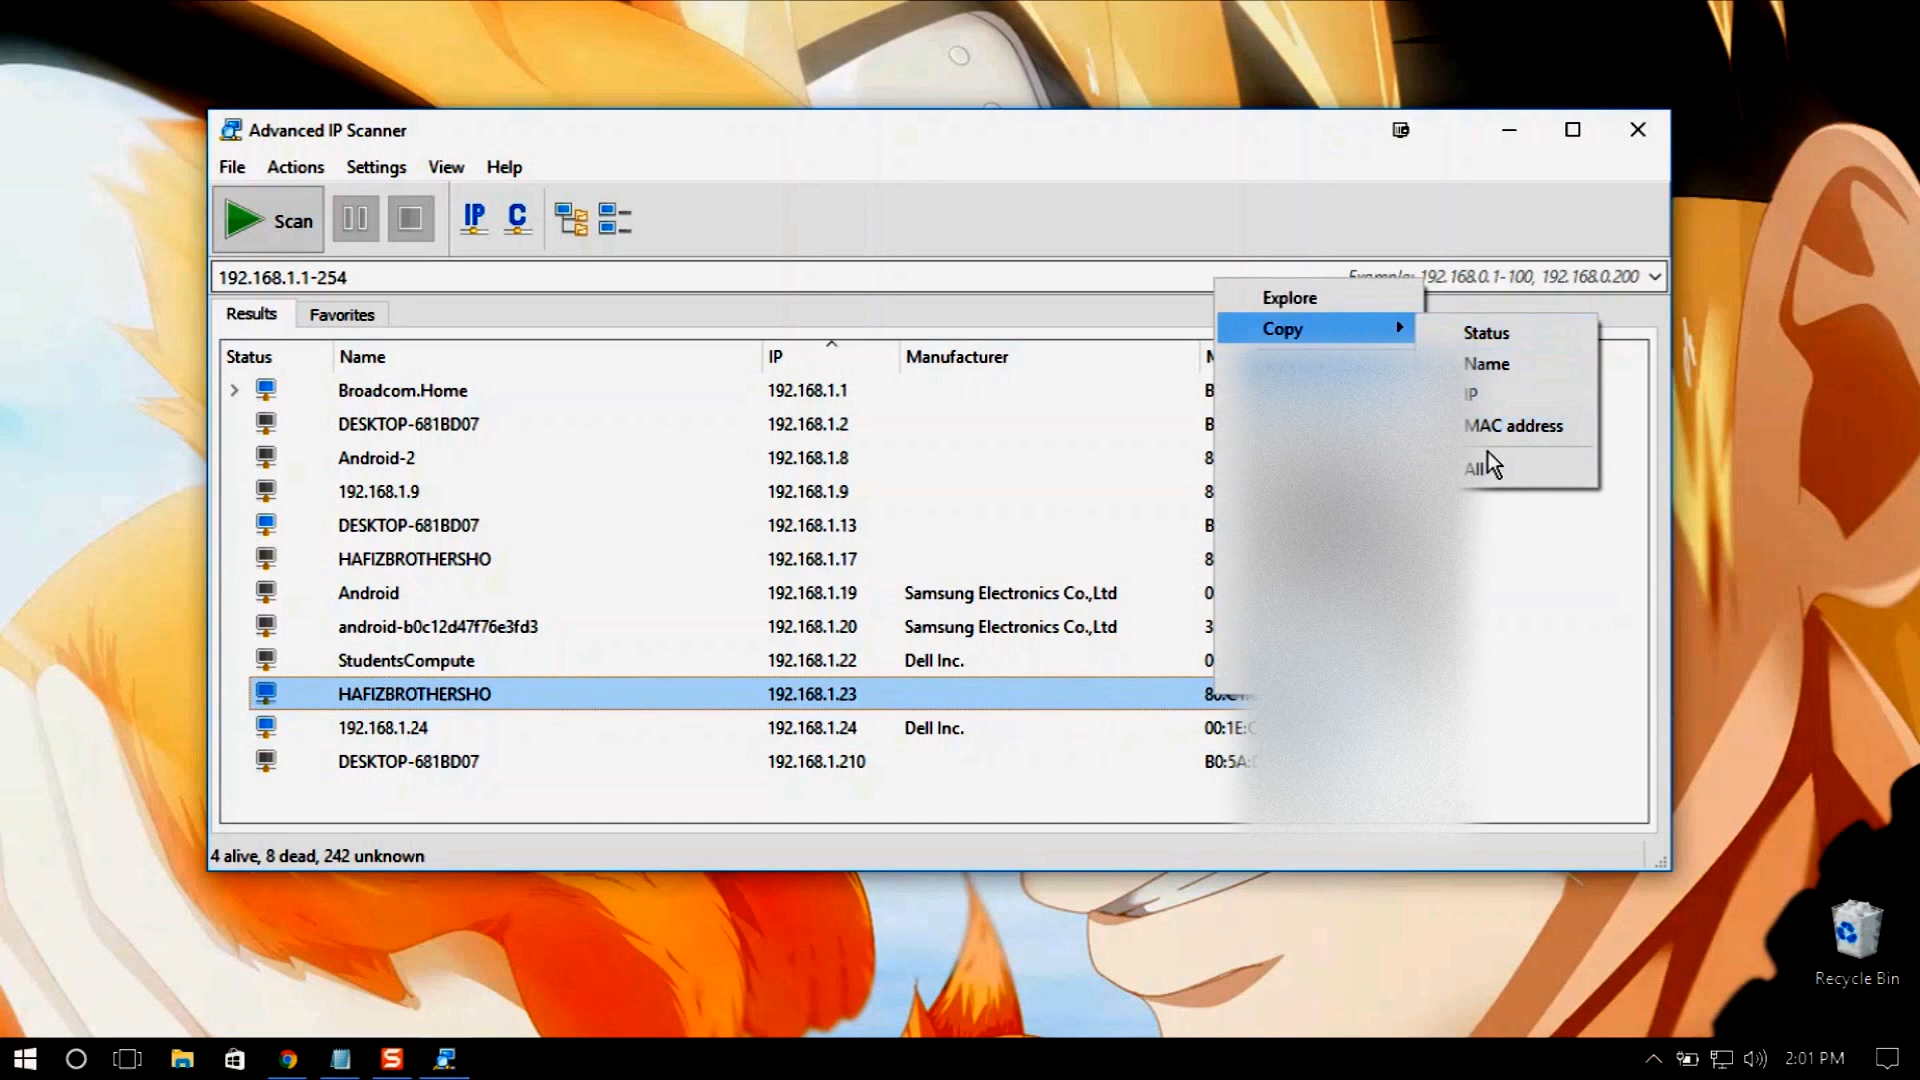 Advanced IP Scanner
File Actions Settings View Help
Scan IP C
192.168.1.1-254 Example: 192.168.0.1-100, 192.168.0.200
Results Favorites
Explore
Copy
Status
Name
IP
MAC address
All
Status Name IP Manufacturer
Broadcom.Home 192.168.1.1 B
DESKTOP-681BD07 192.168.1.2 B
Android-2 192.168.1.8 8
192.168.1.9 192.168.1.9 8
DESKTOP-681BD07 192.168.1.13 B
HAFIZBROTHERSHO 192.168.1.17 8
Android 192.168.1.19 Samsung Electronics Co.,Ltd 0
android-b0c12d47f76e3fd3 192.168.1.20 Samsung Electronics Co.,Ltd 3
StudentsCompute 192.168.1.22 Dell Inc. 0
HAFIZBROTHERSHO 192.168.1.23
192.168.1.24 192.168.1.24 Dell Inc. 00:1E:
DESKTOP-681BD07 192.168.1.210 B0:5A:
4 alive, 8 dead, 242 unknown
Recycle Bin
2:01 PM